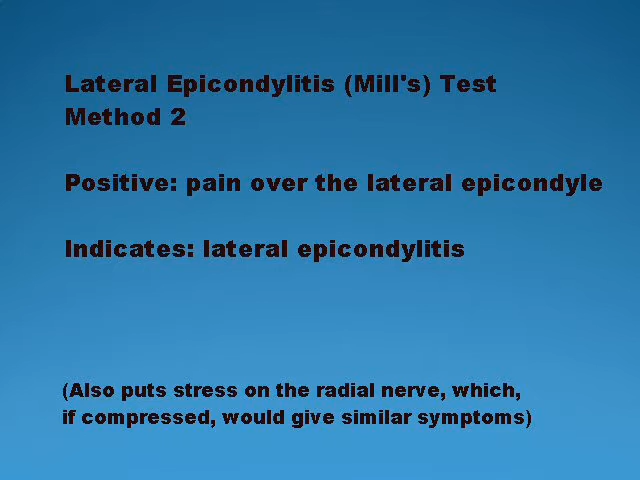 Lateral Epicondylitis (Mill's) Test
Method 2
Positive: pain over the lateral epicondyle
Indicates: lateral epicondylitis
(Also puts stress on the radial nerve, which,
if compressed, would give similar symptoms)